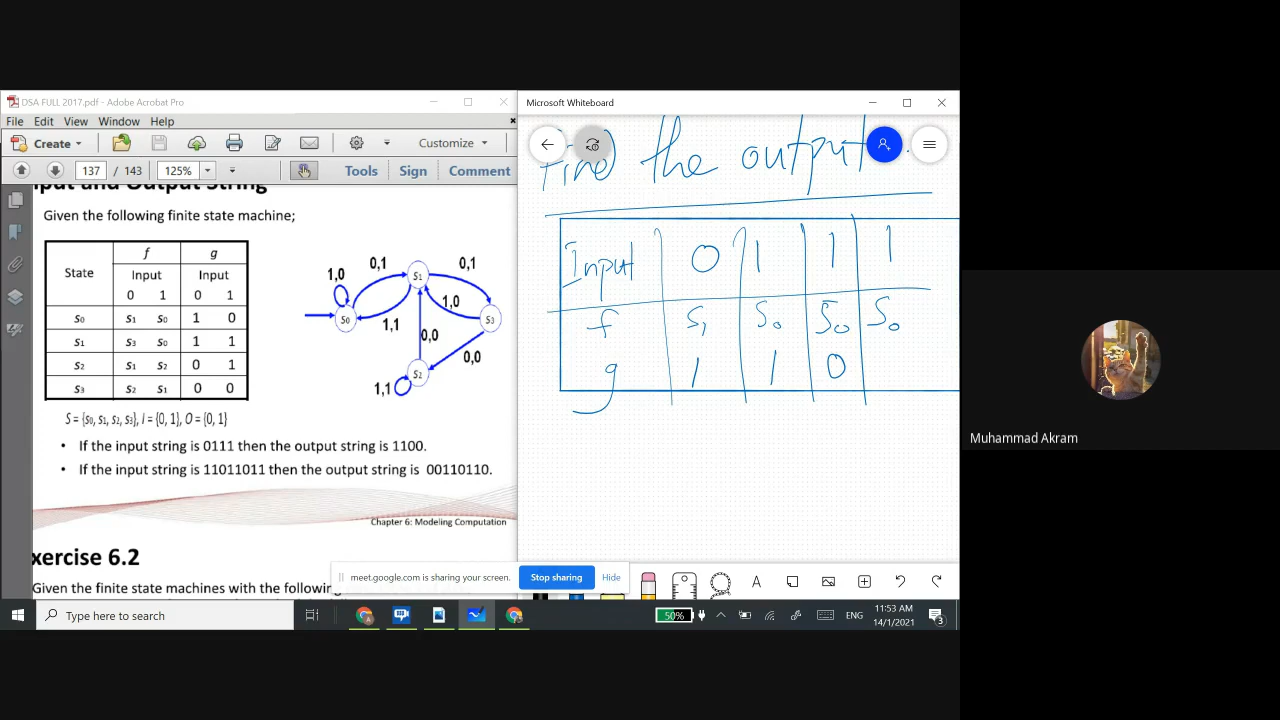 DSA FULL 2017.pdf - Adobe Acrobat Pro
File Edit View Window Help
Create
Customize
137 / 143 125%
Tools Sign Comment
put and Output String
Given the following finite state machine;
State f g
Input Input
0 1 0 1
s0 s1 s0 1 0
s1 s3 s0 1 1
s2 s1 s2 0 1
s3 s2 s1 0 0
1,0 0,1 0,1
s1
s0 1,1 1,0 s3
0,0 0,0
1,1 s2
S = {s0, s1, s2, s3}, I = {0, 1}, O = {0, 1}
• If the input string is 0111 then the output string is 1100.
• If the input string is 11011011 then the output string is 00110110.
Chapter 6: Modeling Computation
xercise 6.2
Given the finite state machines with the following
Microsoft Whiteboard
Find the output
Input 0 1 1 1
f S1 S0 S0 S0
g 1 1 0
Muhammad Akram
meet.google.com is sharing your screen.
Stop sharing
Hide
Type here to search
50%
ENG
11:53 AM
14/1/2021
3